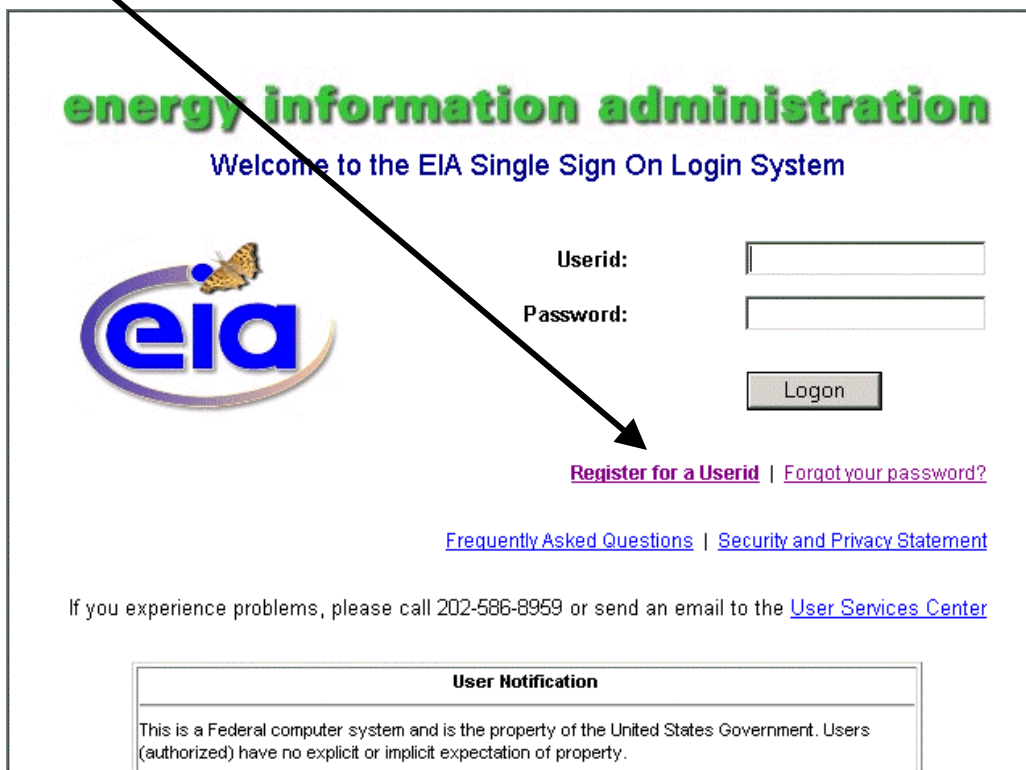 energy information administration
Welcome to the EIA Single Sign On Login System
eia
Userid:
Password:
Logon
Register for a Userid | Forgot your password?
Frequently Asked Questions | Security and Privacy Statement
If you experience problems, please call 202-586-8959 or send an email to the User Services Center
User Notification
This is a Federal computer system and is the property of the United States Government. Users
(authorized) have no explicit or implicit expectation of property.